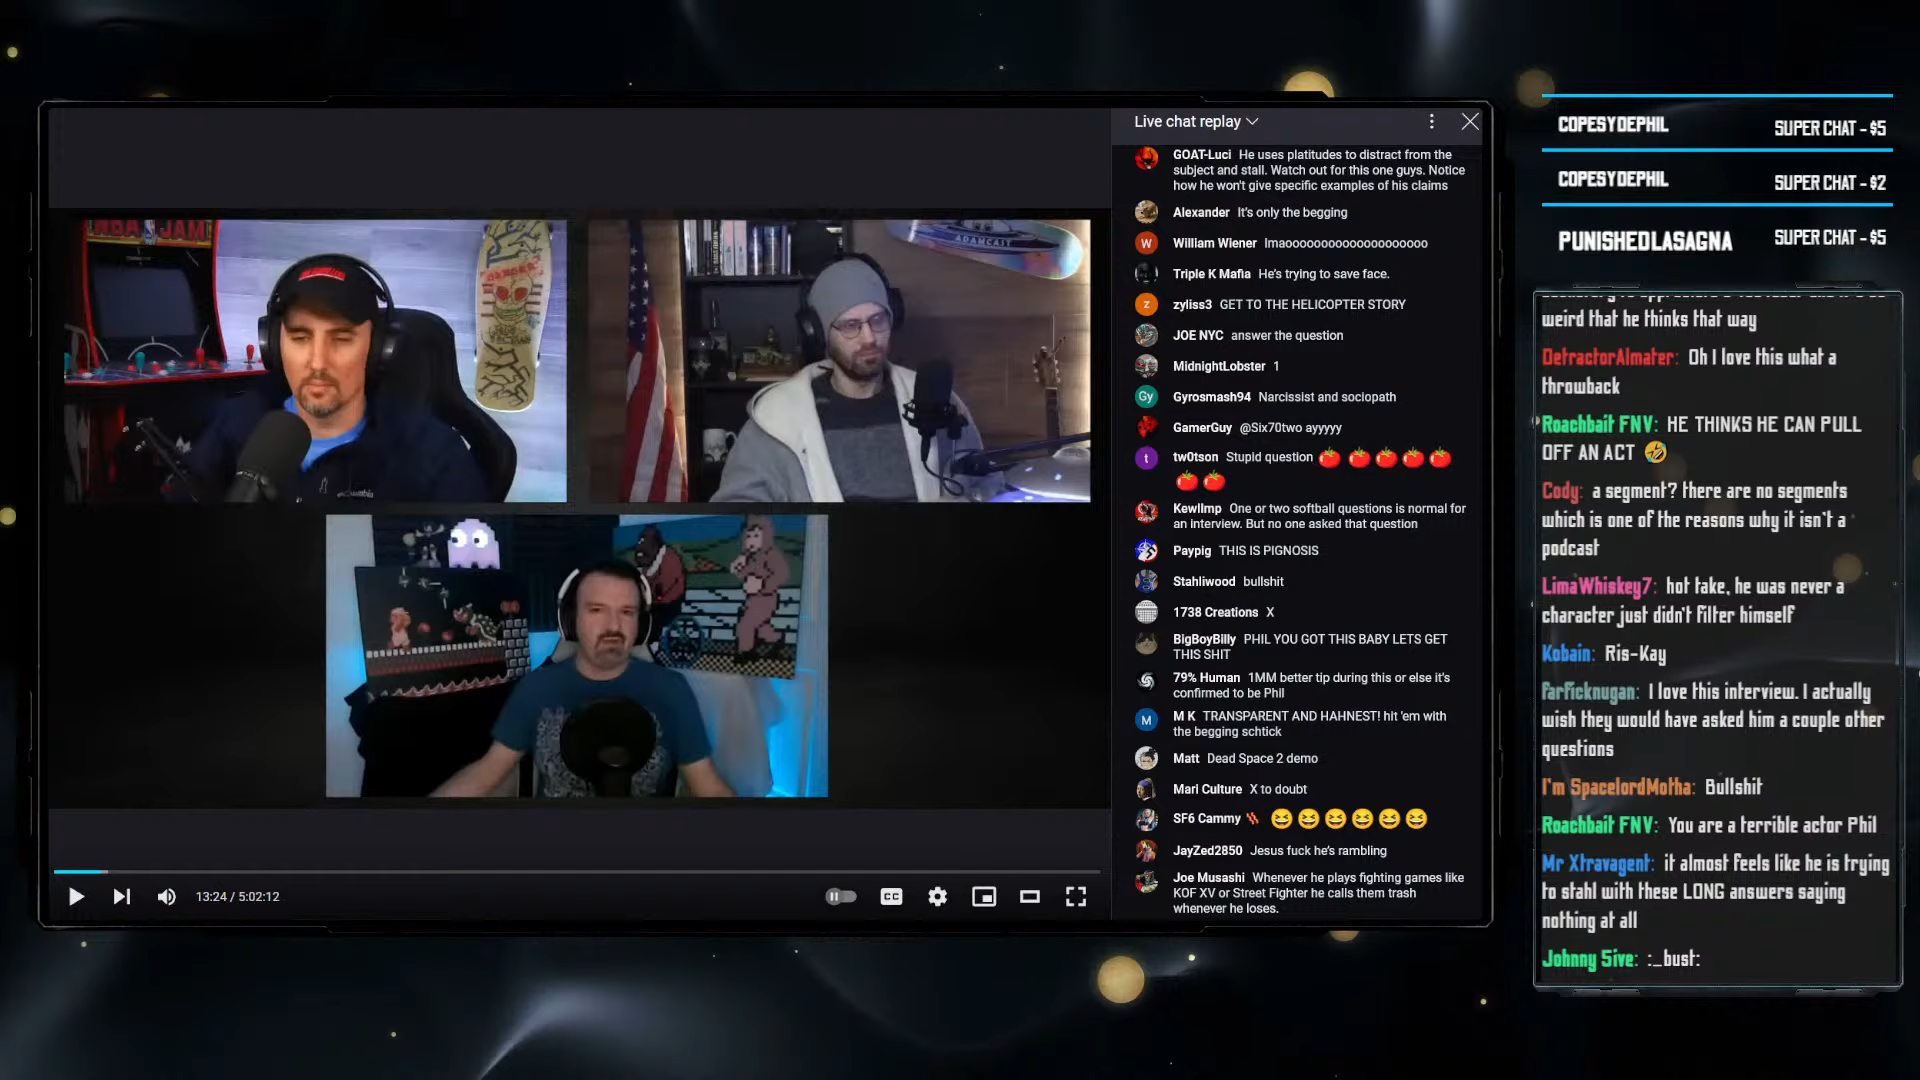 NBA JAM
DANGER
ADAMCAIT
Live chat replay
GOAT-Luci He uses platitudes to distract from the
subject and stall. Watch out for this one guys. Notice
how he won't give specific examples of his claims
Alexander It's only the begging
W
William Wiener lmaoooooooooooooooooooo
Triple K Mafia He's trying to save face.
z
zyliss3 GET TO THE HELICOPTER STORY
JOE NYC answer the question
MidnightLobster 1
Gy
Gyrosmash94 Narcissist and sociopath
GamerGuy @Six70two ayyyyy
t
tw0tson Stupid question 🍅 🍅 🍅 🍅 🍅
🍅 🍅
KewlImp One or two softball questions is normal for
an interview. But no one asked that question
Paypig THIS IS PIGNOSIS
Stahliwood bullshit
1738 Creations X
BigBoyBilly PHIL YOU GOT THIS BABY LETS GET
THIS SHIT
79% Human 1MM better tip during this or else it's
confirmed to be Phil
M
M K TRANSPARENT AND HAHNEST! hit 'em with
the begging schtick
Matt Dead Space 2 demo
Mari Culture X to doubt
SF6 Cammy 🥓 😆 😆 😆 😆 😆 😆
JayZed2850 Jesus fuck he's rambling
Joe Musashi Whenever he plays fighting games like
KOF XV or Street Fighter he calls them trash
whenever he loses.
13:24 / 5:02:12
CC
COPESYDEPHIL SUPER CHAT - $5
COPESYDEPHIL SUPER CHAT - $2
PUNISHEDLASAGNA SUPER CHAT - $5
weird that he thinks that way
DetractorAlmater: Oh I love this what a
throwback
Roachbait FNV: HE THINKS HE CAN PULL
OFF AN ACT 🤣
Cody: a segment? there are no segments
which is one of the reasons why it isn't a
podcast
LimaWhiskey7: hot take, he was never a
character just didn't filter himself
Kobain: Ris-Kay
farficknugan: I love this interview. I actually
wish they would have asked him a couple other
questions
I'm SpacelordMotha: Bullshit
Roachbait FNV: You are a terrible actor Phil
Mr Xtravagent: it almost feels like he is trying
to stahl with these LONG answers saying
nothing at all
Johnny 5ive: :_bust: